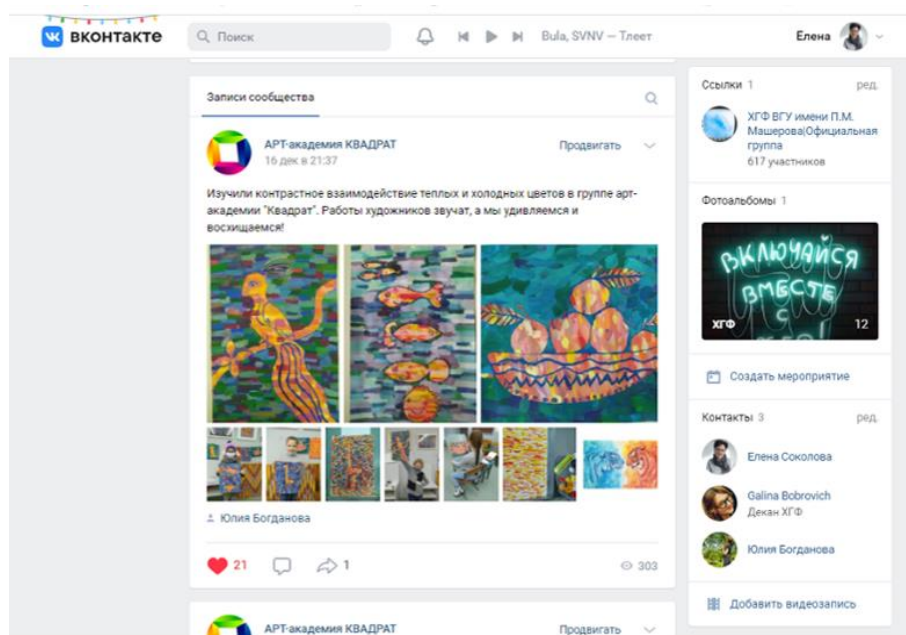 ВКОНТАКТЕ
Поиск
Bula, SVNV — Тлеет
Елена
Записи сообщества
АРТ-академия КВАДРАТ
16 дек в 21:37
Продвигать
Изучили контрастное взаимодействие теплых и холодных цветов в группе арт-
академии "Квадрат". Работы художников звучат, а мы удивляемся и
восхищаемся!
Юлия Богданова
21
1
303
АРТ-академия КВАДРАТ
Продвигать
Ссылки 1
ред.
ХГФ ВГУ имени П.М.
Машерова|Официальная
группа
617 участников
Фотоальбомы 1
ВКЛЮЧАЙСЯ
ВМЕСТЕ
С
ХГФ!
ХГФ
12
Создать мероприятие
Контакты 3
ред.
Елена Соколова
Galina Bobrovich
Декан ХГФ
Юлия Богданова
Добавить видеозапись